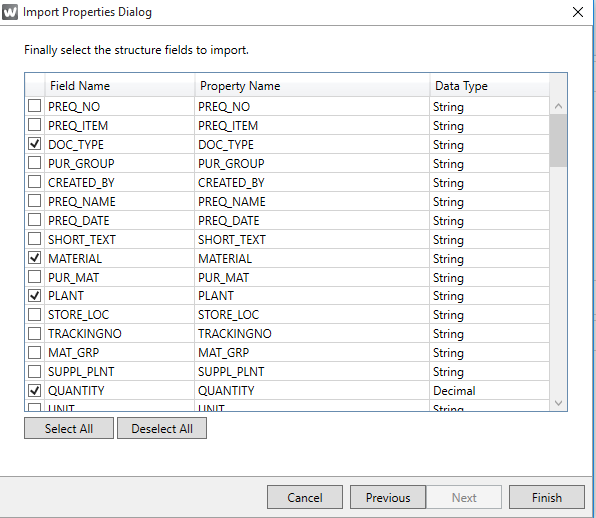 Import Properties Dialog
Finally select the structure fields to import.
Field Name Property Name Data Type
PREQ_NO PREQ_NO String
PREQ_ITEM PREQ_ITEM String
DOC_TYPE DOC_TYPE String
PUR_GROUP PUR_GROUP String
CREATED_BY CREATED_BY String
PREQ_NAME PREQ_NAME String
PREQ_DATE PREQ_DATE String
SHORT_TEXT SHORT_TEXT String
MATERIAL MATERIAL String
PUR_MAT PUR_MAT String
PLANT PLANT String
STORE_LOC STORE_LOC String
TRACKINGNO TRACKINGNO String
MAT_GRP MAT_GRP String
SUPPL_PLNT SUPPL_PLNT String
QUANTITY QUANTITY Decimal
UNIT UNIT String
Select All Deselect All
Cancel Previous Next Finish